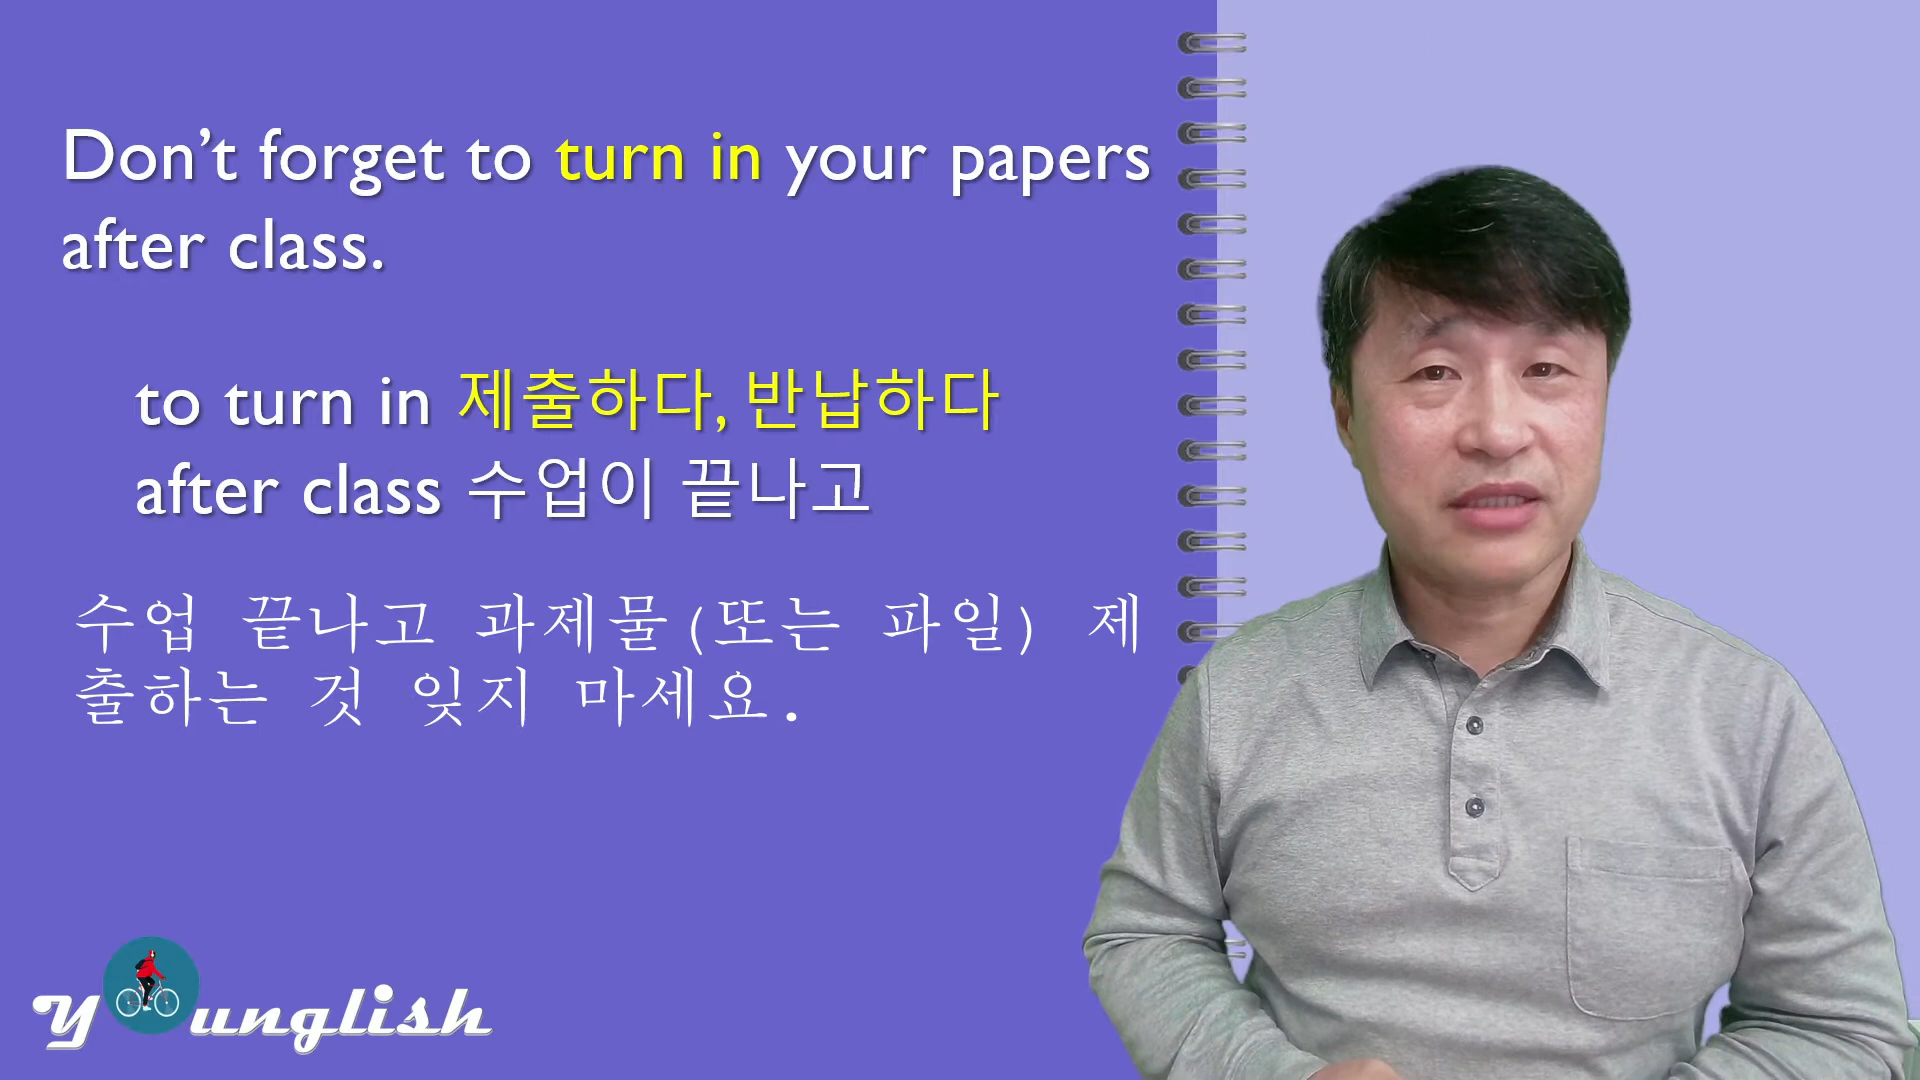 Don't forget to turn in your papers
after class.
to turn in 제출하다, 반납하다
after class 수업이 끝나고
수업 끝나고 과제물(또는 파일) 제
출하는 것 잊지 마세요.
Younglish